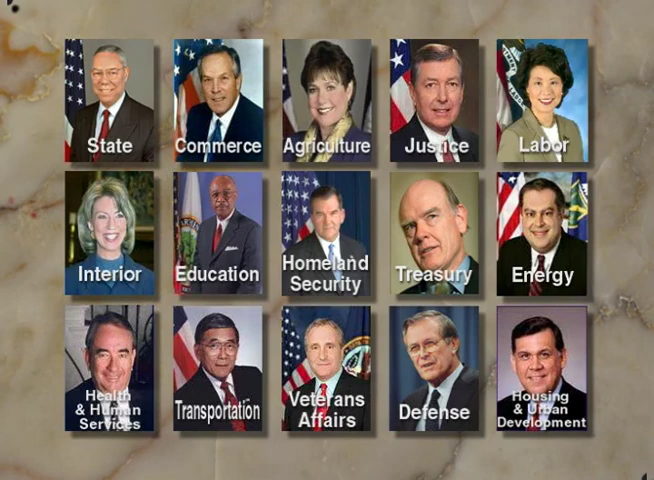 State
Commerce
Agriculture
Justice
Labor
Interior
Education
Homeland
Security
Treasury
Energy
Health
& Human
Services
Transportation
Veterans
Affairs
Defense
Housing
& Urban
Development